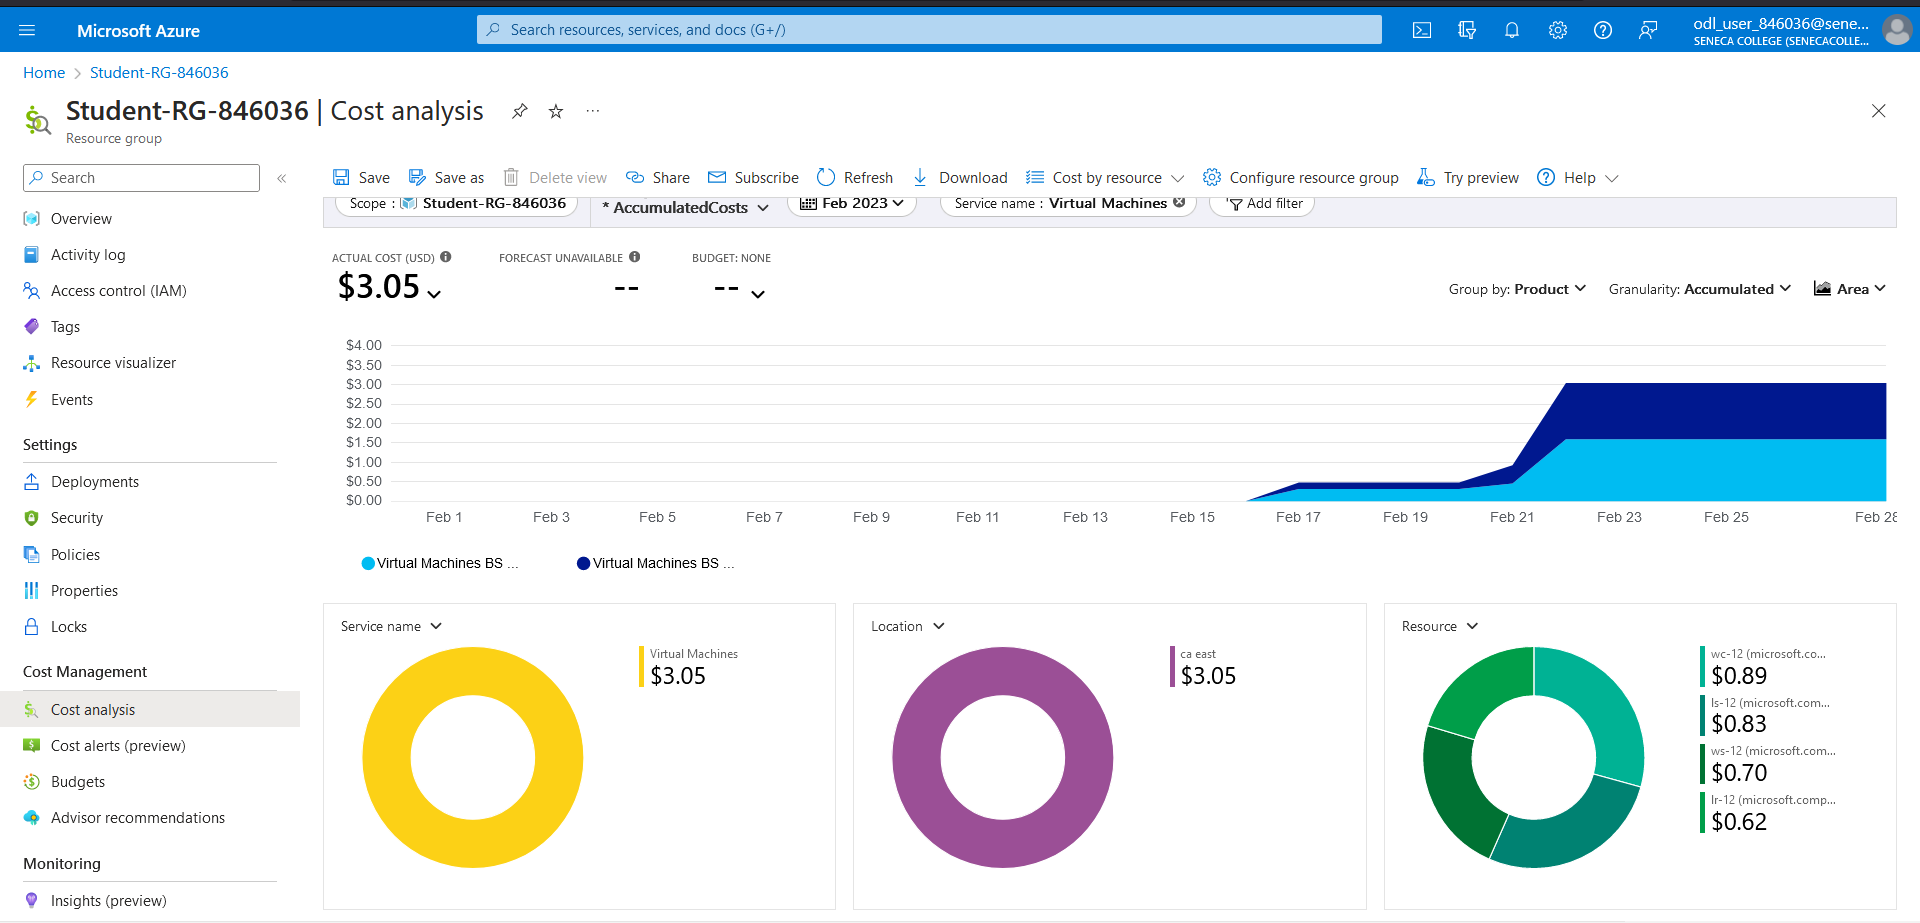 Microsoft Azure
Search resources, services, and docs (G+/)
odl_user_846036@sene...
SENECA COLLEGE (SENECACOLLE...
Home > Student-RG-846036
Student-RG-846036 | Cost analysis
Resource group
Search
Overview
Activity log
Access control (IAM)
Tags
Resource visualizer
Events
Settings
Deployments
Security
Policies
Properties
Locks
Cost Management
Cost analysis
Cost alerts (preview)
Budgets
Advisor recommendations
Monitoring
Insights (preview)
Save Save as Delete view Share Subscribe Refresh Download Cost by resource Configure resource group Try preview Help
Scope : Student-RG-846036 * AccumulatedCosts Feb 2023 Service name : Virtual Machines Add filter
ACTUAL COST (USD) FORECAST UNAVAILABLE BUDGET: NONE
$3.05 -- --
Group by: Product Granularity: Accumulated Area
$4.00
$3.50
$3.00
$2.50
$2.00
$1.50
$1.00
$0.50
$0.00
Feb 1 Feb 3 Feb 5 Feb 7 Feb 9 Feb 11 Feb 13 Feb 15 Feb 17 Feb 19 Feb 21 Feb 23 Feb 25 Feb 28
Virtual Machines BS ... Virtual Machines BS ...
Service name
Virtual Machines
$3.05
Location
ca east
$3.05
Resource
wc-12 (microsoft.co...
$0.89
ls-12 (microsoft.com...
$0.83
ws-12 (microsoft.com...
$0.70
lr-12 (microsoft.comp...
$0.62